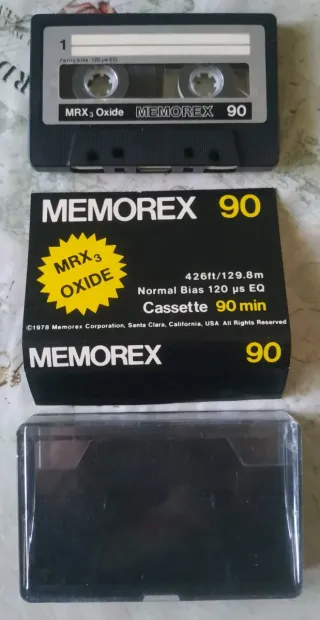 1
Ferric Bias 120 µs EQ
MRX₃ Oxide MEMOREX 90
MEMOREX 90
MRX₃
OXIDE
426ft/129.8m
Normal Bias 120 µs EQ
Cassette 90 min
©1978 Memorex Corporation, Santa Clara, California, USA All Rights Reserved
MEMOREX 90